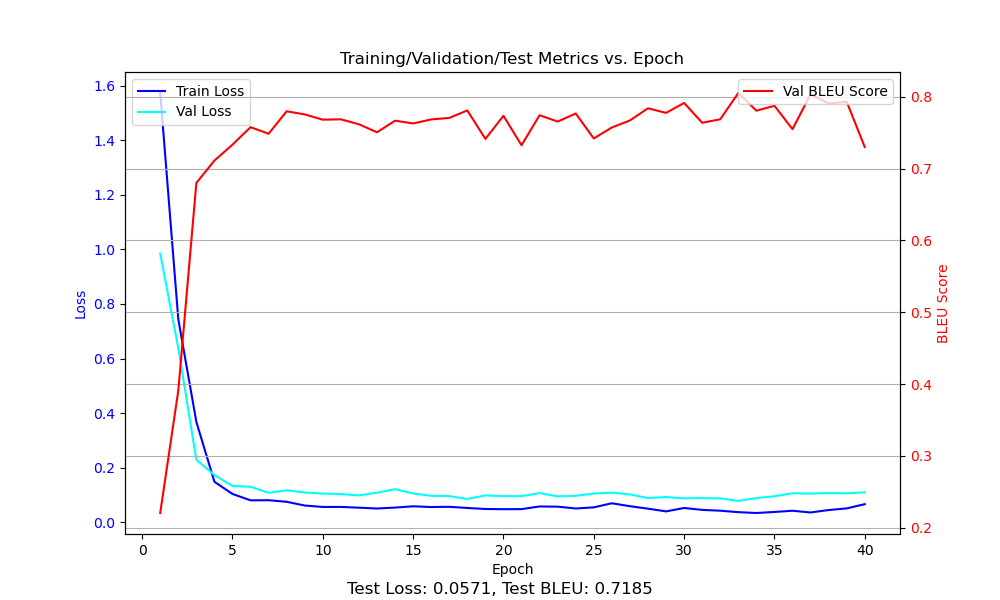 Training/Validation/Test Metrics vs. Epoch
Train Loss
Val Loss
Val BLEU Score
1.6
1.4
1.2
1.0
0.8
0.6
0.4
0.2
0.0
Loss
0.8
0.7
0.6
0.5
0.4
0.3
0.2
BLEU Score
0 5 10 15 20 25 30 35 40
Epoch
Test Loss: 0.0571, Test BLEU: 0.7185